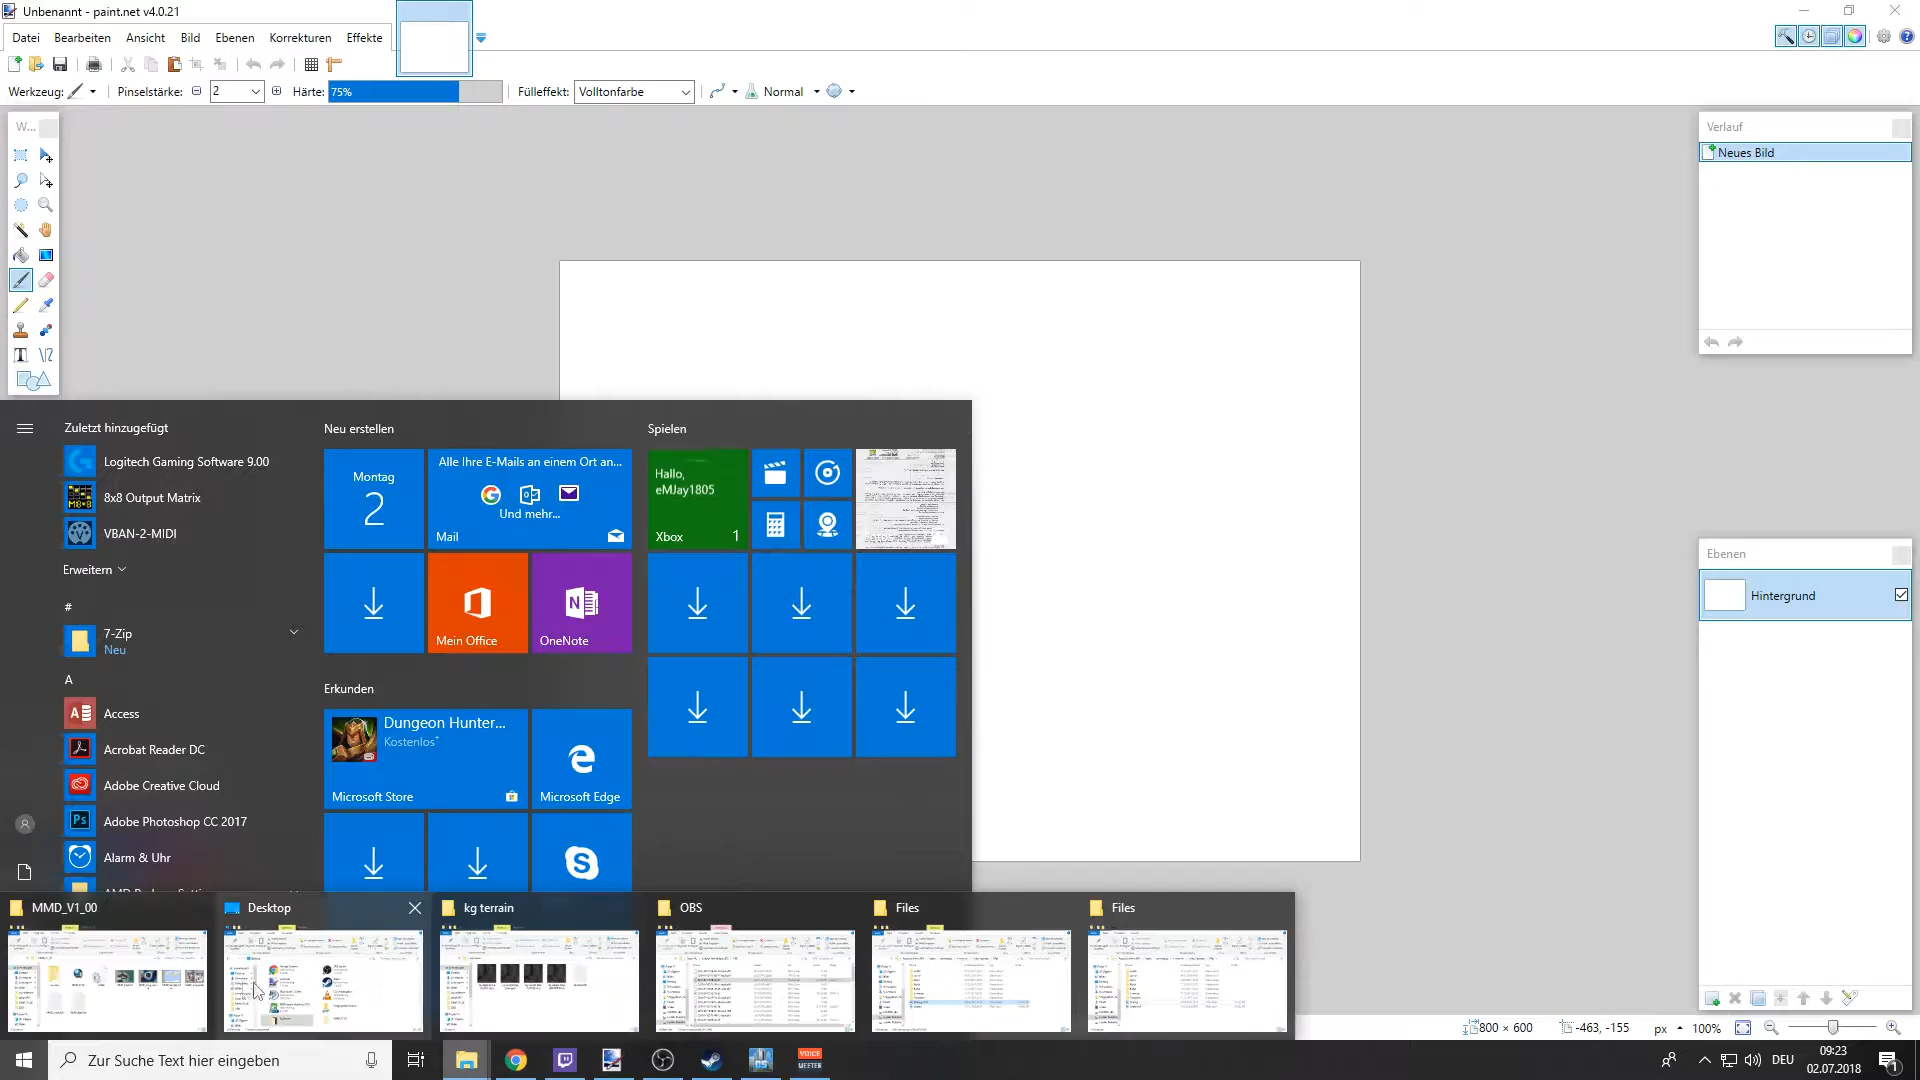 Unbenannt - paint.net v4.0.21
Datei Bearbeiten Ansicht Bild Ebenen Korrekturen Effekte
Werkzeug: Pinselstärke: 2 Härte: 75% Fülleffekt: Volltonfarbe Normal
W...
Verlauf
Neues Bild
Ebenen
Hintergrund
Zuletzt hinzugefügt
Logitech Gaming Software 9.00
8x8 Output Matrix
VBAN-2-MIDI
Erweitern
#
7-Zip
Neu
A
Access
Acrobat Reader DC
Adobe Creative Cloud
Adobe Photoshop CC 2017
Alarm & Uhr
Neu erstellen
Montag
2
Alle Ihre E-Mails an einem Ort an...
Und mehr...
Mail
Mein Office
OneNote
Erkunden
Dungeon Hunter...
Kostenlos*
Microsoft Store
Microsoft Edge
Spielen
Hallo,
eMJay1805
Xbox 1
MMD_V1_00
Desktop
kg terrain
OBS
Files
Files
800 × 600 -463, -155 px 100%
Zur Suche Text hier eingeben
VOICE
MEETER
DEU
09:23
02.07.2018
1